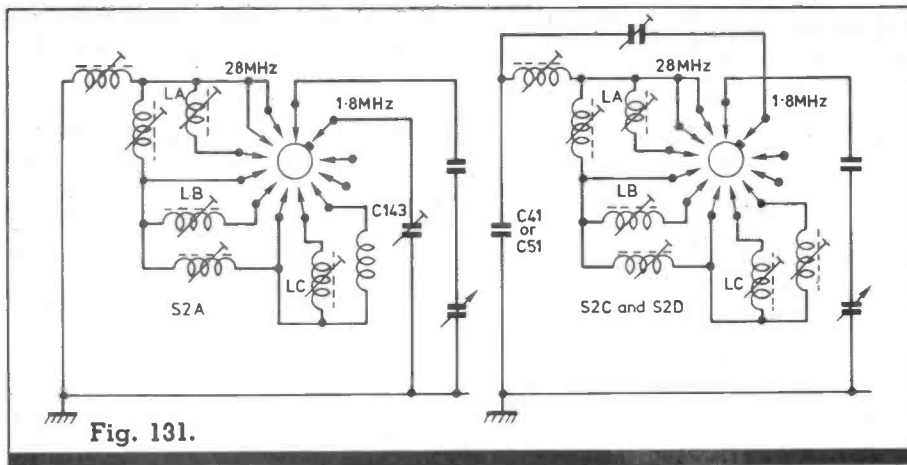 28MHz
LA
1·8MHz
LB
C143
LC
S2A
28MHz
LA
1·8MHz
LB
C41
or
C51
LC
S2C and S2D
Fig. 131.